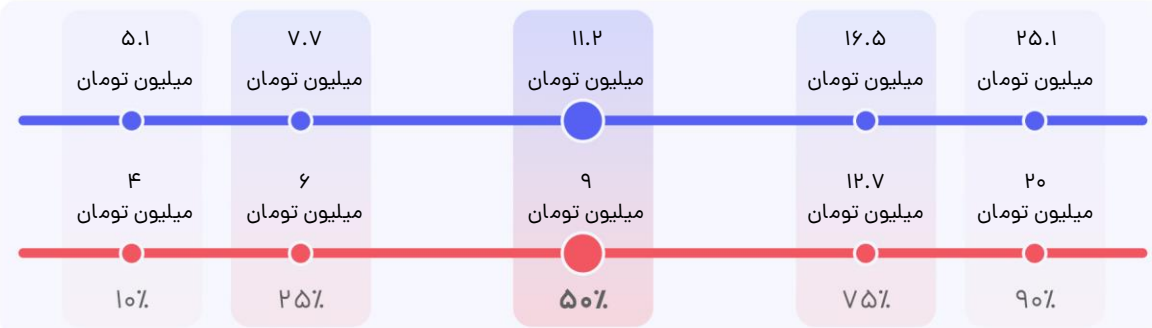 ۵.۱
میلیون تومان
۷.۷
میلیون تومان
۱۱.۲
میلیون تومان
۱۶.۵
میلیون تومان
۲۵.۱
میلیون تومان
۴
میلیون تومان
۶
میلیون تومان
۹
میلیون تومان
۱۲.۷
میلیون تومان
۲۰
میلیون تومان
۱۰٪
۲۵٪
۵۰٪
۷۵٪
۹۰٪